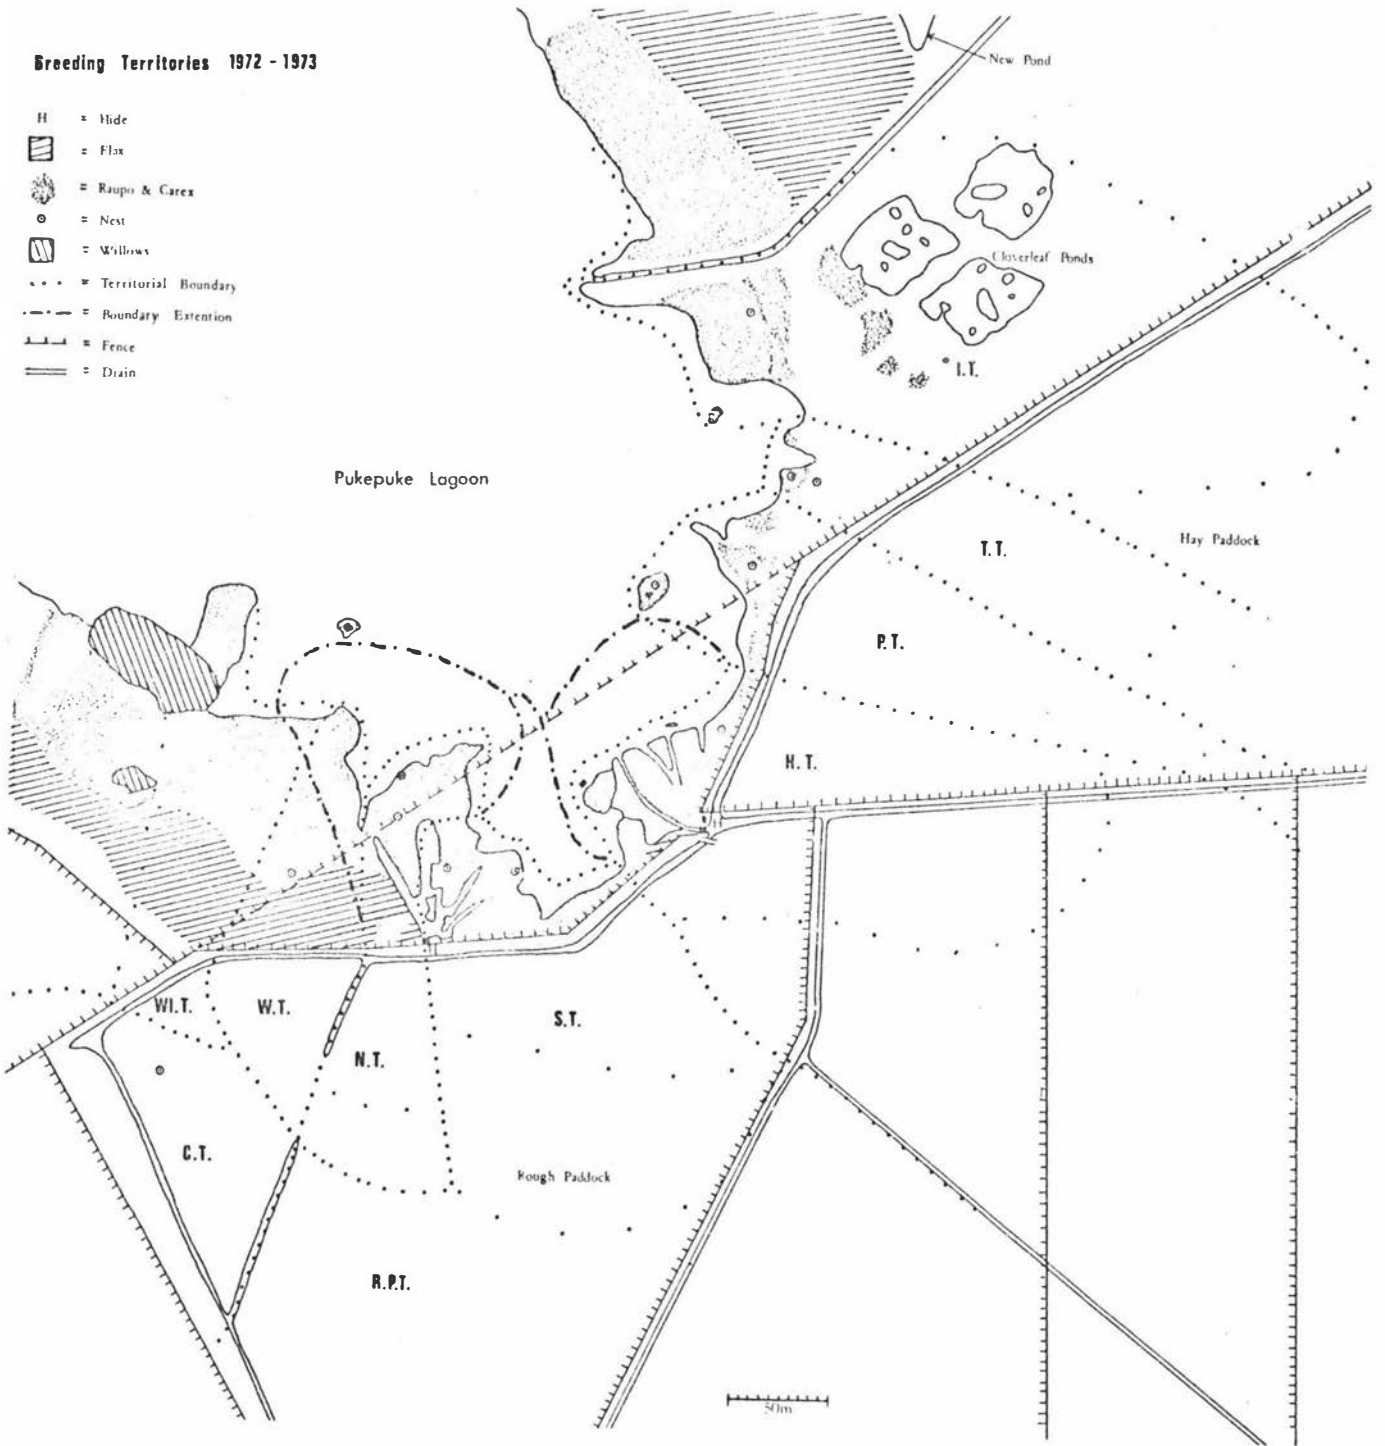 Breeding Territories 1972 - 1973
H = Hide
= Flax
= Raupo & Carex
= Nest
= Willows
= Territorial Boundary
= Boundary Extention
= Fence
= Drain
New Pond
Cloverleaf Ponds
I.T.
Pukepuke Lagoon
T.T.
Hay Paddock
P.T.
H.T.
WI.T.
W.T.
S.T.
N.T.
C.T.
Rough Paddock
R.P.T.
50m